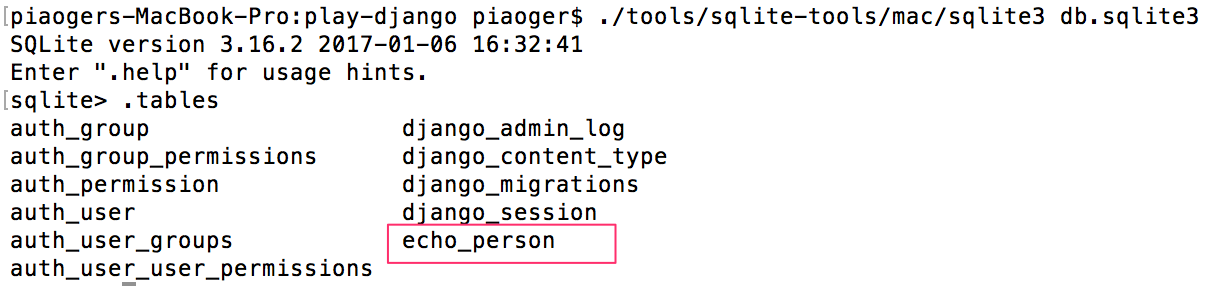 [piaogers-MacBook-Pro:play-django piaoger$ ./tools/sqlite-tools/mac/sqlite3 db.sqlite3
SQLite version 3.16.2 2017-01-06 16:32:41
Enter ".help" for usage hints.
[sqlite> .tables
auth_group                  django_admin_log
auth_group_permissions      django_content_type
auth_permission             django_migrations
auth_user                   django_session
auth_user_groups            echo_person
auth_user_user_permissions